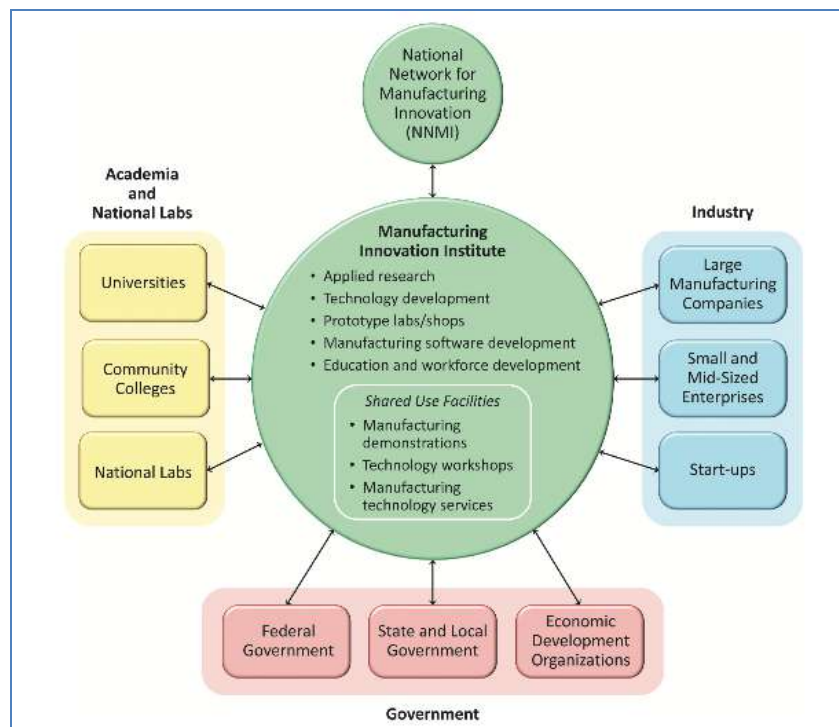 National
Network for
Manufacturing
Innovation
(NNMI)
Academia
and
National Labs
Universities
Community
Colleges
National Labs
Manufacturing
Innovation Institute
• Applied research
• Technology development
• Prototype labs/shops
• Manufacturing software development
• Education and workforce development
Shared Use Facilities
• Manufacturing
demonstrations
• Technology workshops
• Manufacturing
technology services
Industry
Large
Manufacturing
Companies
Small and
Mid-Sized
Enterprises
Start-ups
Federal
Government
State and Local
Government
Economic
Development
Organizations
Government